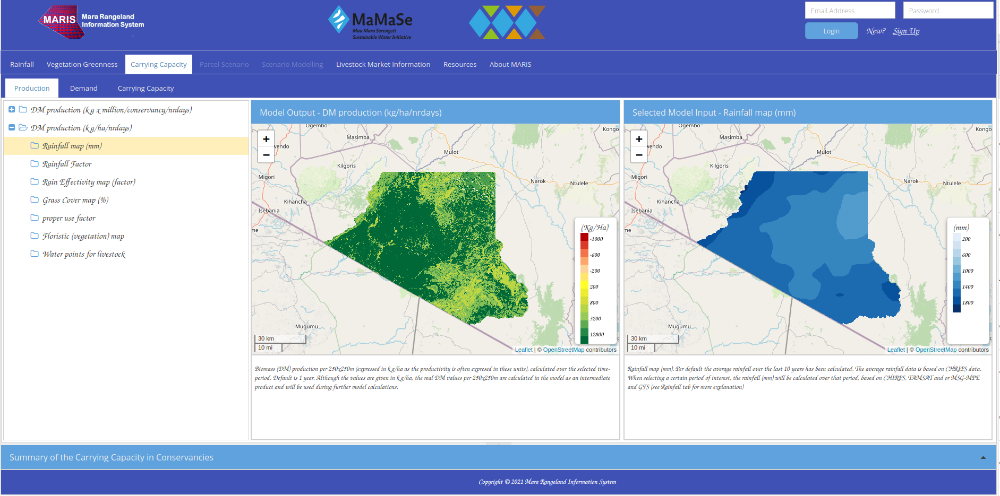 MARIS
Mara Rangeland
Information System
MaMaSe
Mau Mara Serengeti
Sustainable Water Initiative
Email Address
Password
Login
New? Sign Up
Rainfall
Vegetation Greenness
Carrying Capacity
Parcel Scenario
Scenario Modelling
Livestock Market Information
Resources
About MARIS
Production
Demand
Carrying Capacity
DM production (kg x million/conservancy/nrdays)
DM production (kg/ha/nrdays)
Rainfall map (mm)
Rainfall Factor
Rain Effectivity map (factor)
Grass Cover map (%)
proper use factor
Floristic (vegetation) map
Water points for livestock
Model Output - DM production (kg/ha/nrdays)
+
−
Ogembo
Masimba
Kongo
wendo
Mulot
Kilgoris
Migori
Narok
Ntulele
Kihancha
Isebania
me
Mugumu
(Kg/Ha)
-1000
-600
-200
200
800
3200
12800
30 km
10 mi
Leaflet | © OpenStreetMap contributors
Biomass (DM) production per 250x250m (expressed in kg/ha as the productivity is often expresed in these units), calculated over the selected time-
period. Default is 1 year. Although the values are given in kg/ha, the real DM values per 250x250m are calculated in the model as an intermediate
product and will be used during further model calculations.
Selected Model Input - Rainfall map (mm)
+
−
Ogembo
Masimba
Kongo
wendo
Mulot
Kilgoris
Migori
Narok
Ntulele
Kihancha
Isebania
me
Mugumu
(mm)
200
600
1000
1400
1800
30 km
10 mi
Leaflet | © OpenStreetMap contributors
Rainfall map (mm). Per default the average rainfall over the last 10 years has been calculated. The average rainfall data is based on CHRIPS data.
When selecting a certain period of interest, the rainfall (mm) will be calculated over that period, based on CHIRPS, TAMSAT and or MSG-MPE
and GFS (see Rainfall tab for more explanation)
Summary of the Carrying Capacity in Conservancies
Copyright © 2021 Mara Rangeland Information System